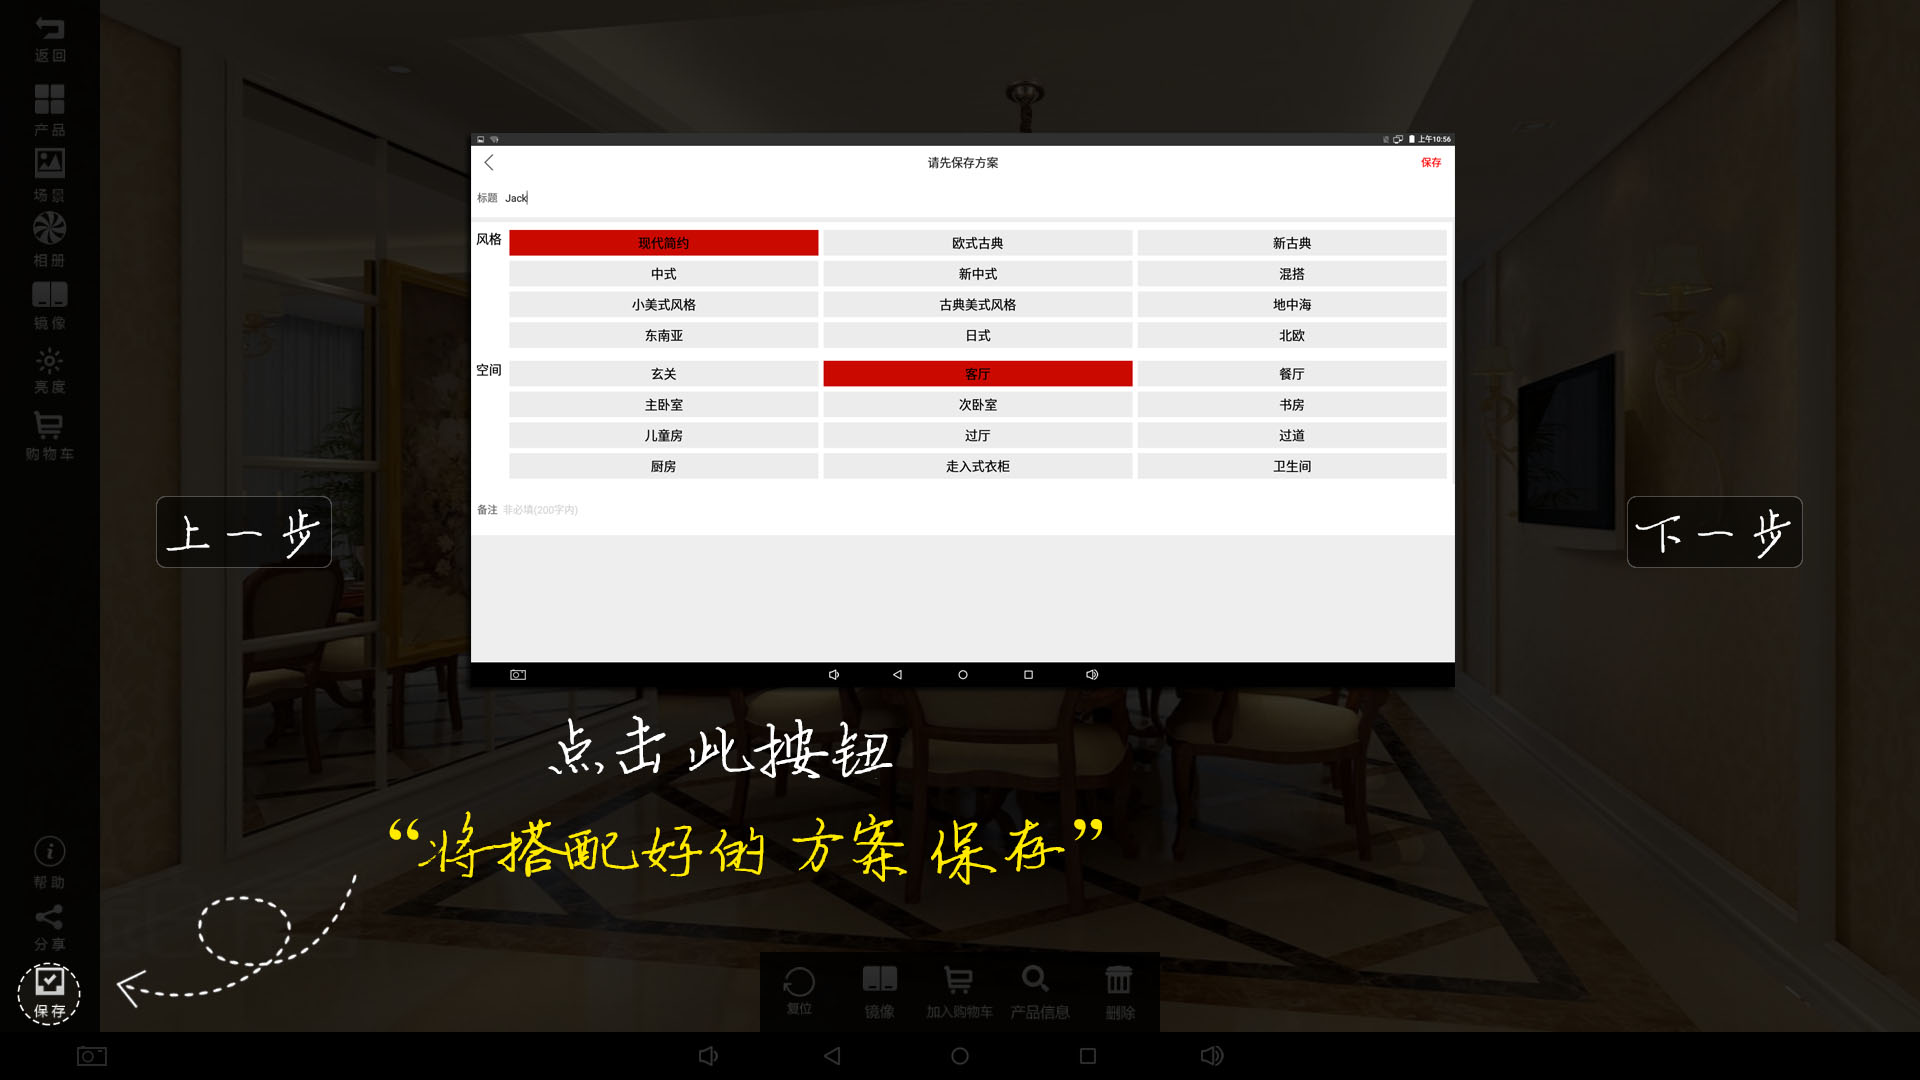 返回
产品
场景
相册
镜像
亮度
购物车
上午10:56
请先保存方案
保存
标题 Jack
风格
现代简约 欧式古典 新古典
中式 新中式 混搭
小美式风格 古典美式风格 地中海
东南亚 日式 北欧
空间
玄关 客厅 餐厅
主卧室 次卧室 书房
儿童房 过厅 过道
厨房 走入式衣柜 卫生间
备注 非必填(200字内)
上一步
下一步
点击此按钮
“将搭配好的方案保存”
帮助
分享
保存
复位 镜像 加入购物车 产品信息 删除